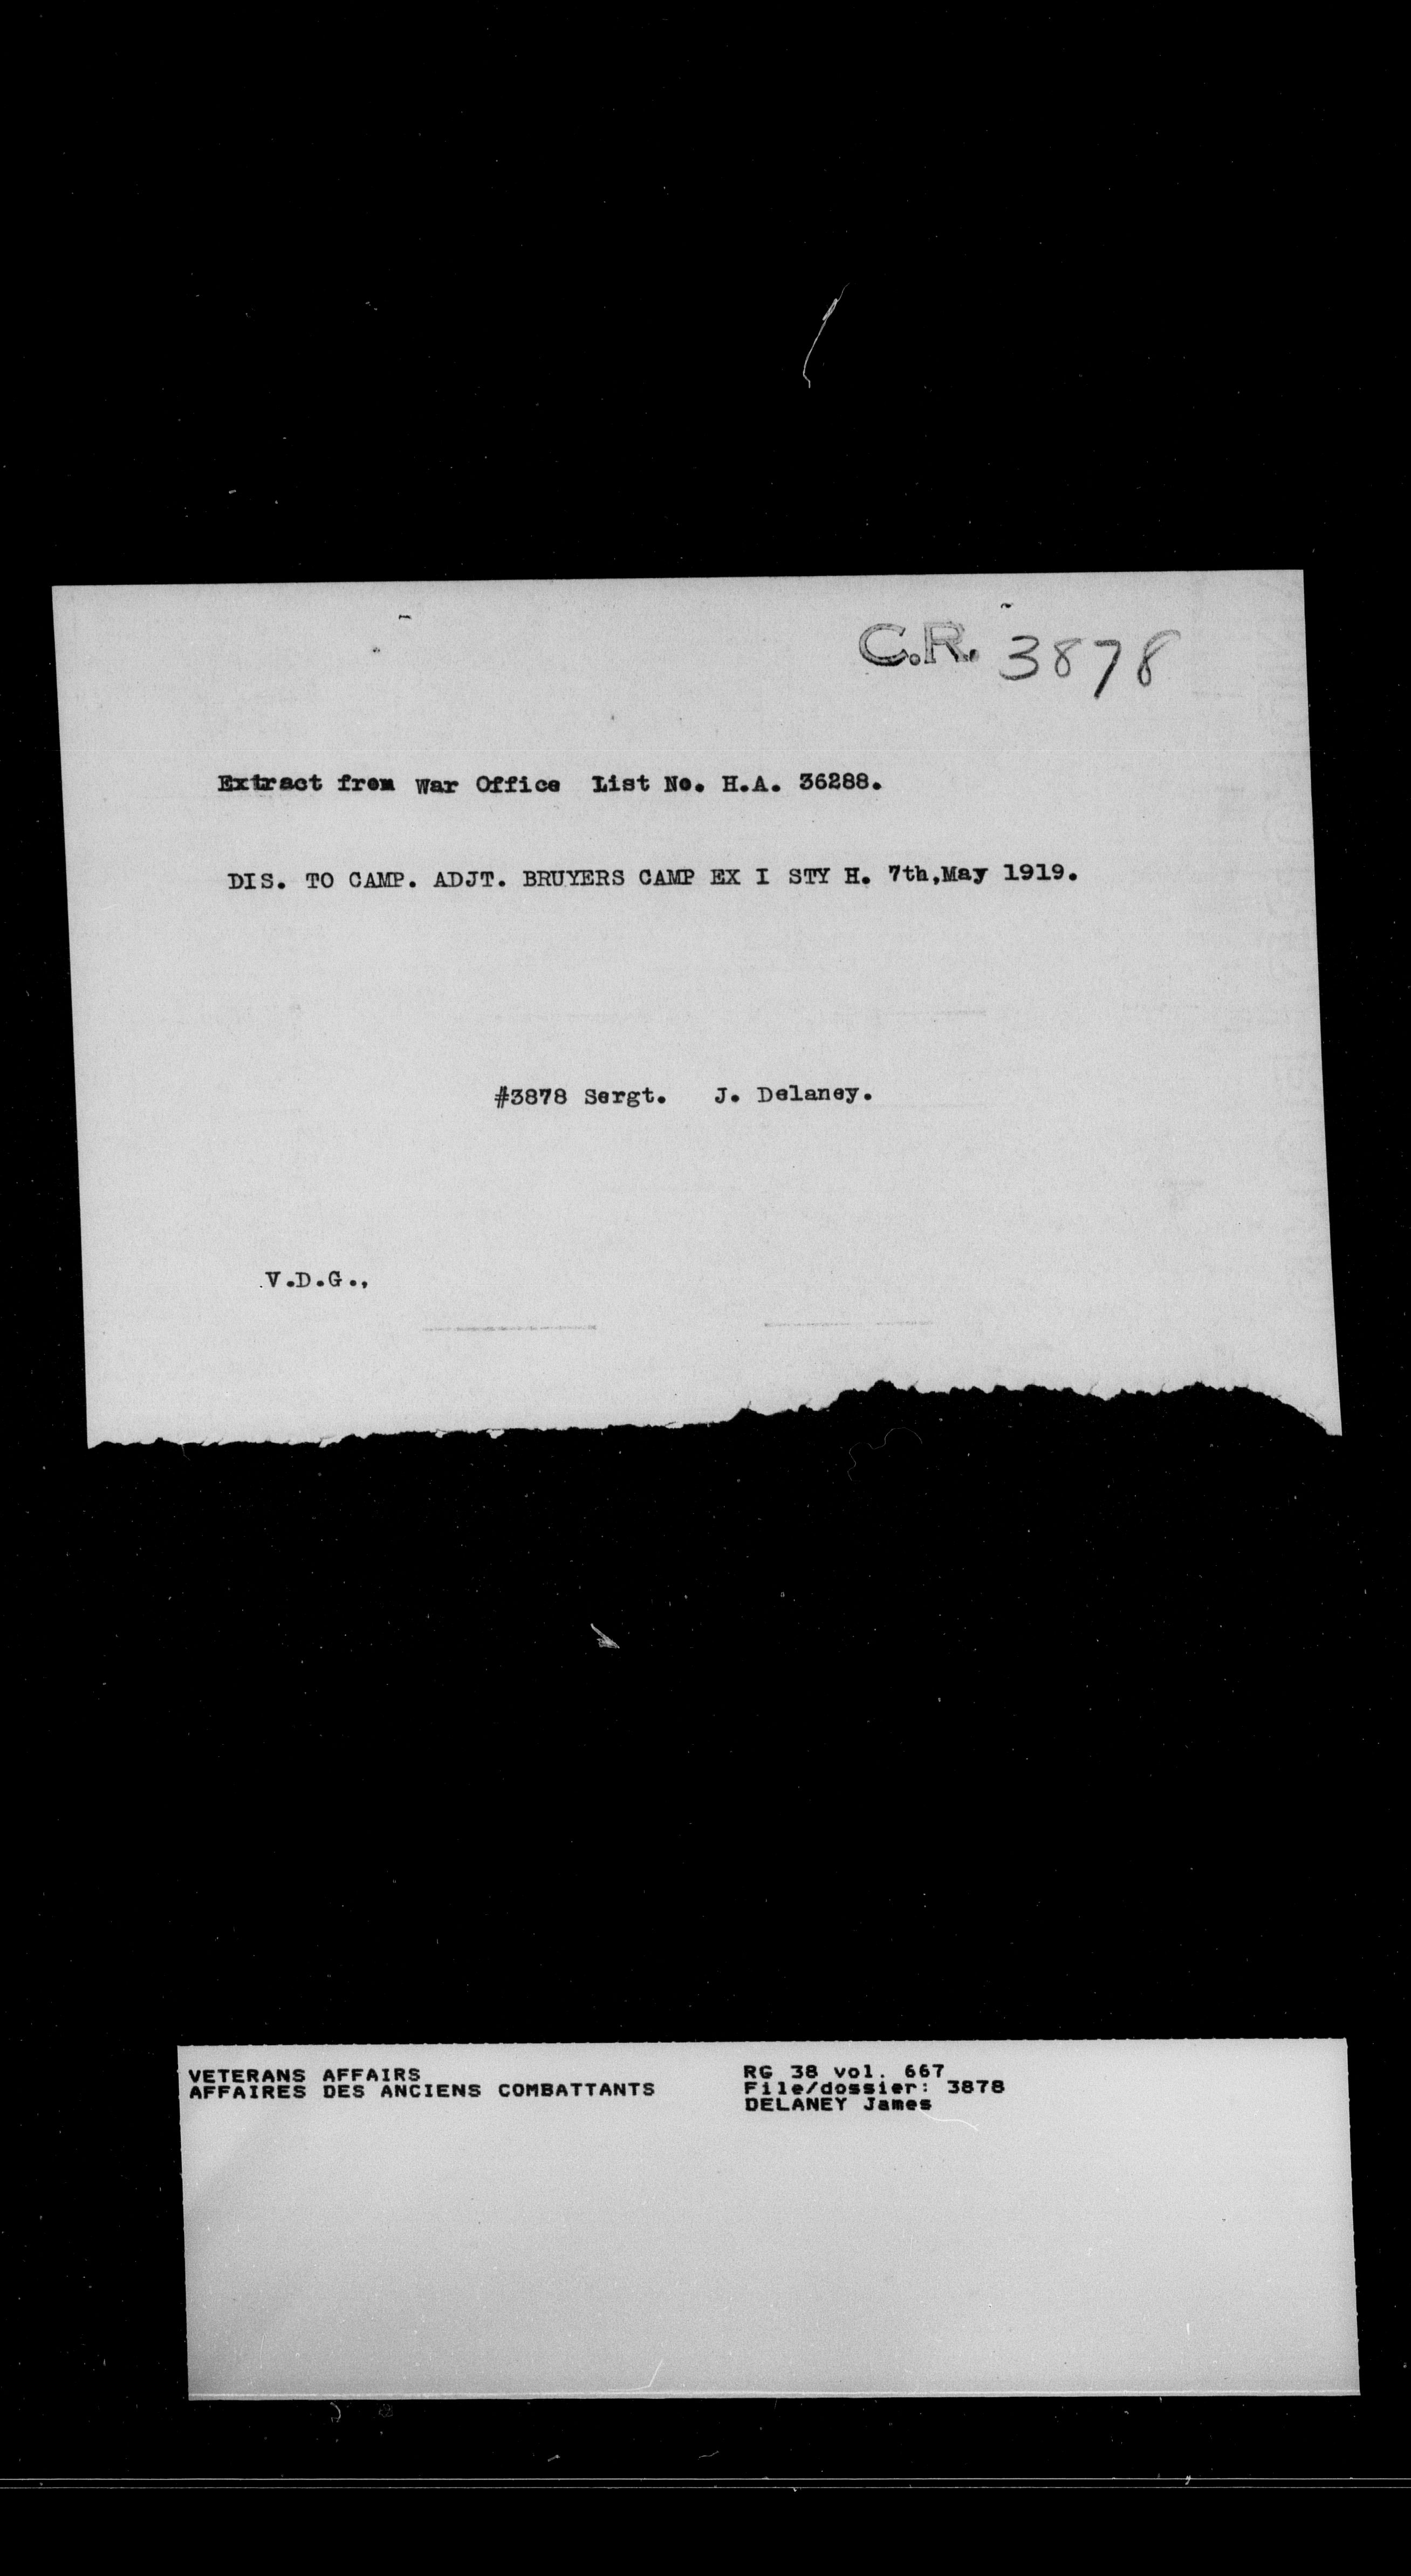 C.R. 3878
Extract from War Office List No. H.A. 36288.
DIS. TO CAMP. ADJT. BRUYERS CAMP EX I STY H. 7th,May 1919.
#3878 Sergt. J. Delaney.
V.D.G.,
VETERANS AFFAIRS
AFFAIRES DES ANCIENS COMBATTANTS
RG 38 vol. 667
File/dossier: 3878
DELANEY James